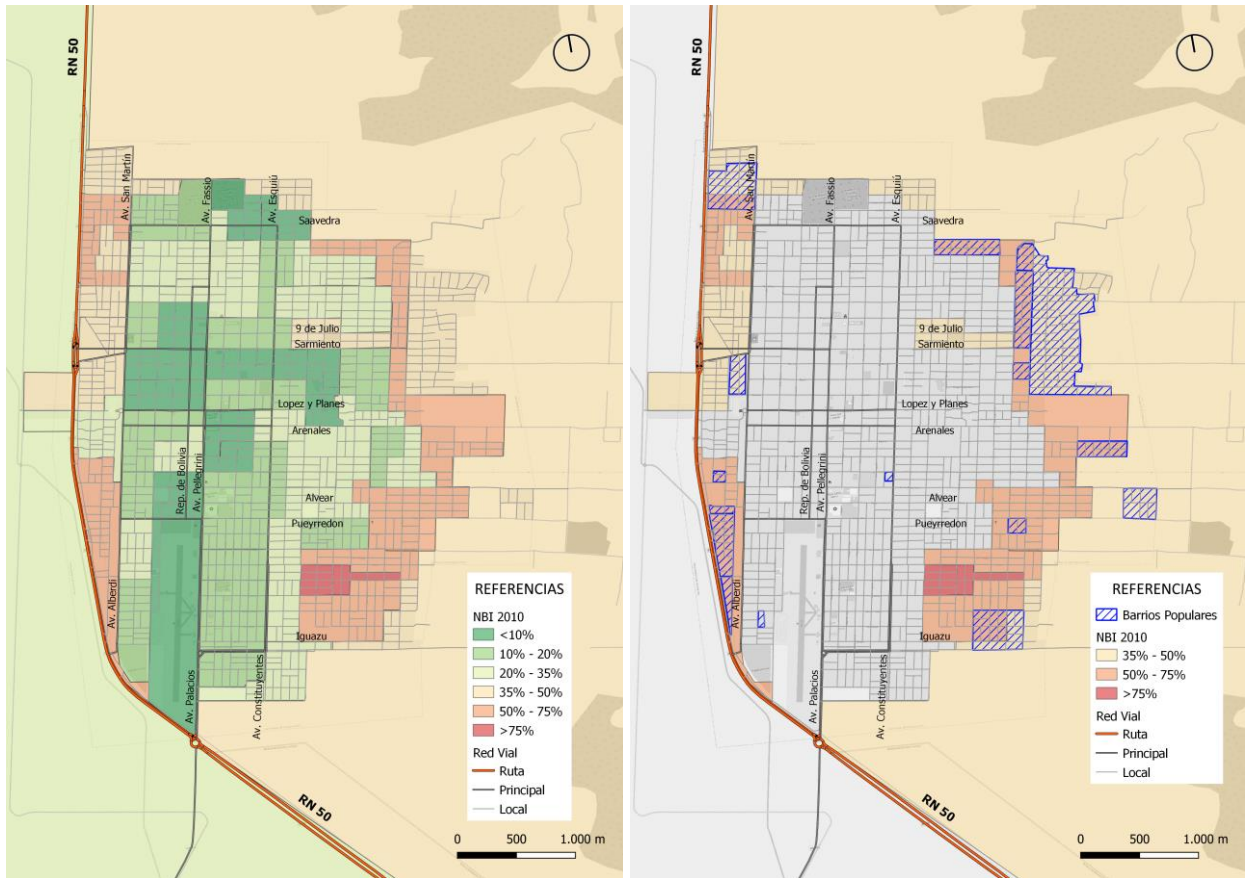 RN 50
Av. San Martín
Av. Fassio
Av. Esquiú
Saavedra
9 de Julio
Sarmiento
Lopez y Planes
Arenales
Rep. de Bolivia
Av. Pellegrini
Alvear
Pueyrredon
Av. Alberdi
Iguazu
Av. Palacios
Av. Constituyentes
RN 50
REFERENCIAS
NBI 2010
<10%
10% - 20%
20% - 35%
35% - 50%
50% - 75%
>75%
Red Vial
Ruta
Principal
Local
0 500 1.000 m
RN 50
Av. San Martín
Av. Fassio
Av. Esquiú
Saavedra
9 de Julio
Sarmiento
Lopez y Planes
Arenales
Rep. de Bolivia
Av. Pellegrini
Alvear
Pueyrredon
Av. Alberdi
Iguazu
Av. Palacios
Av. Constituyentes
RN 50
REFERENCIAS
Barrios Populares
NBI 2010
35% - 50%
50% - 75%
>75%
Red Vial
Ruta
Principal
Local
0 500 1.000 m